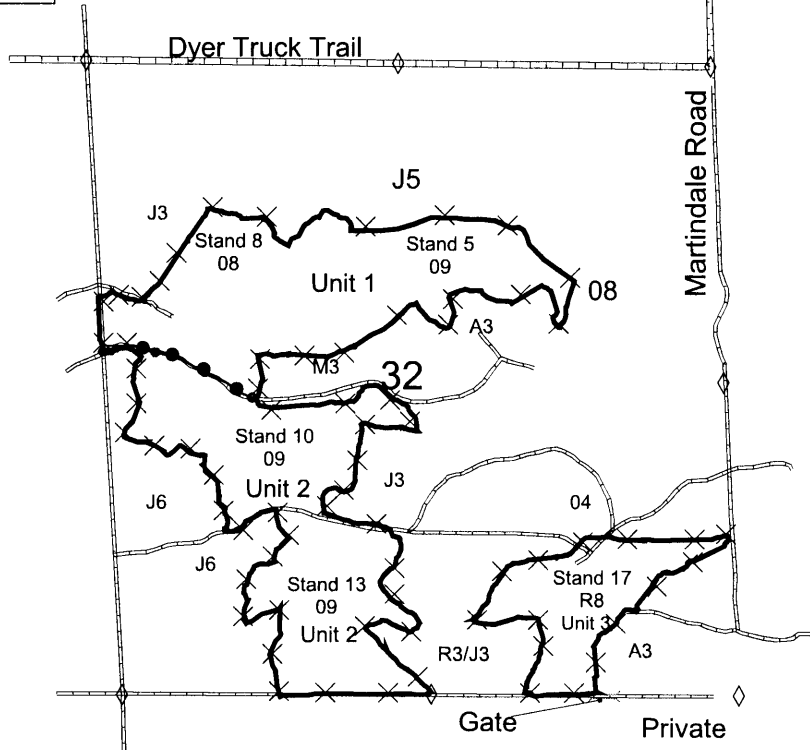 Dyer Truck Trail
Martindale Road
J5
J3
Stand 8
08
Stand 5
09
Unit 1
08
A3
M3
32
Stand 10
09
Unit 2
J3
J6
04
J6
Stand 13
09
Unit 2
Stand 17
R8
Unit 3
R3/J3
A3
Gate
Private